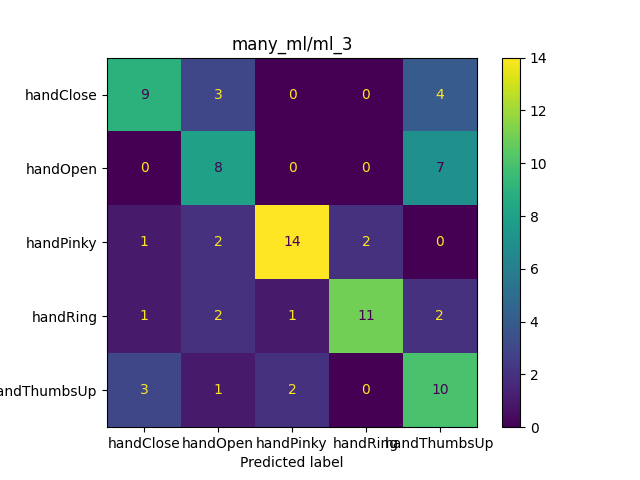 many_ml/ml_3
handClose 9 3 0 0 4 14
12
handOpen 0 8 0 0 7 10
8
handPinky 1 2 14 2 0 6
handRing 1 2 1 11 2 4
andThumbsUp 3 1 2 0 10 2
0
handClose handOpen handPinky handRing handThumbsUp
Predicted label